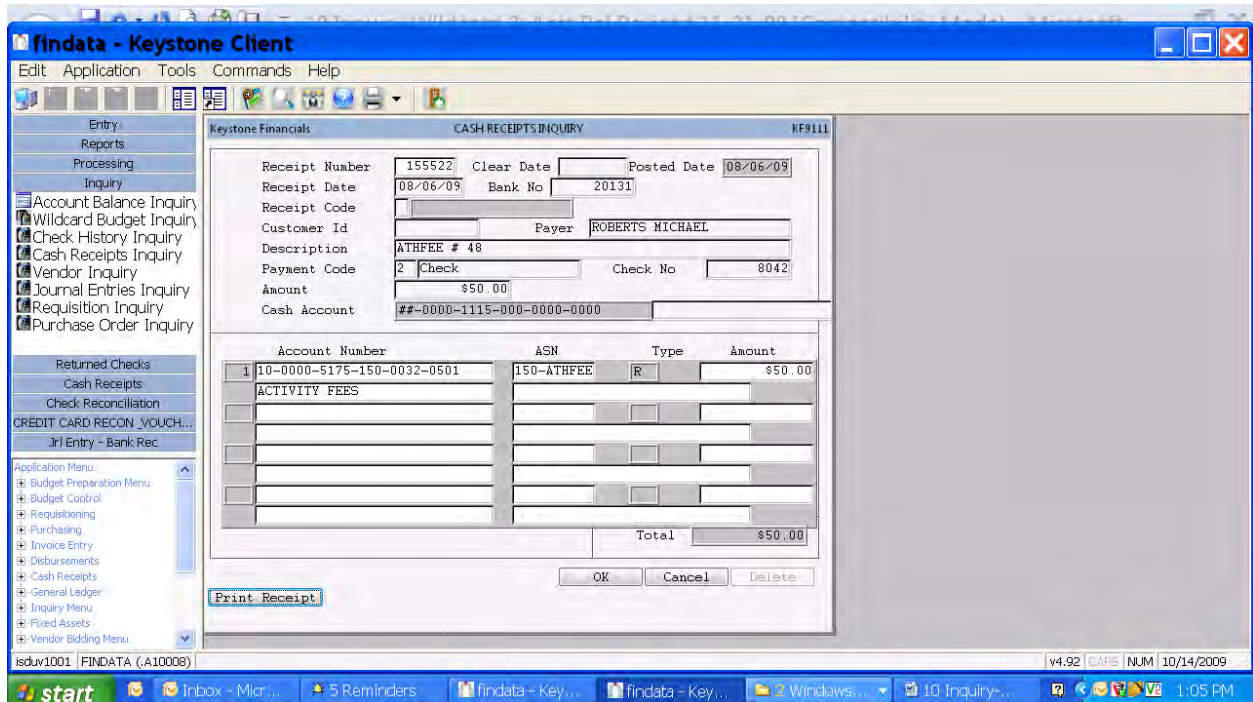 findata - Keystone Client
Edit Application Tools Commands Help
Entry
Reports
Processing
Inquiry
Account Balance Inquiry
Wildcard Budget Inquiry
Check History Inquiry
Cash Receipts Inquiry
Vendor Inquiry
Journal Entries Inquiry
Requisition Inquiry
Purchase Order Inquiry
Returned Checks
Cash Receipts
Check Reconciliation
CREDIT CARD RECON _VOUCH...
Jrl Entry - Bank Rec
Application Menu
Budget Preparation Menu
Budget Control
Requisitioning
Purchasing
Invoice Entry
Disbursements
Cash Receipts
General Ledger
Inquiry Menu
Fixed Assets
Vendor Bidding Menu
Keystone Financials CASH RECEIPTS INQUIRY KF9111
Receipt Number 155522 Clear Date Posted Date 08/06/09
Receipt Date 08/06/09 Bank No 20131
Receipt Code
Customer Id Payer ROBERTS MICHAEL
Description ATHFEE # 48
Payment Code 2 Check Check No 8042
Amount $50.00
Cash Account ##-0000-1115-000-0000-0000
Account Number ASN Type Amount
1 10-0000-5175-150-0032-0501 150-ATHFEE R $50.00
ACTIVITY FEES
Total $50.00
OK Cancel Delete
Print Receipt
isduv1001 FINDATA (.A10008) v4.92 CAPS NUM 10/14/2009
start Inbox - Micr... 5 Reminders findata - Key... findata - Key... 2 Windows... 10 Inquiry-... 1:05 PM